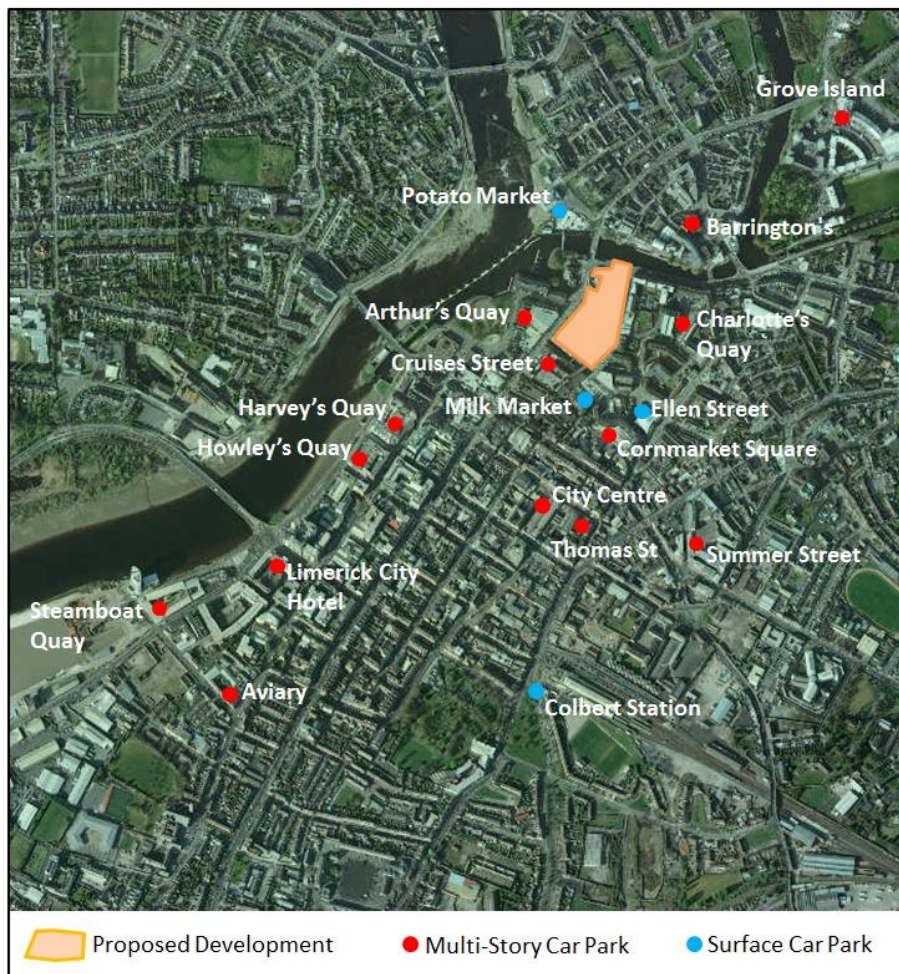 Grove Island
Potato Market
Barrington's
Arthur's Quay
Charlotte's
Quay
Cruises Street
Milk Market
Ellen Street
Harvey's Quay
Cornmarket Square
Howley's Quay
City Centre
Thomas St
Summer Street
Limerick City
Hotel
Steamboat
Quay
Aviary
Colbert Station
Proposed Development
Multi-Story Car Park
Surface Car Park